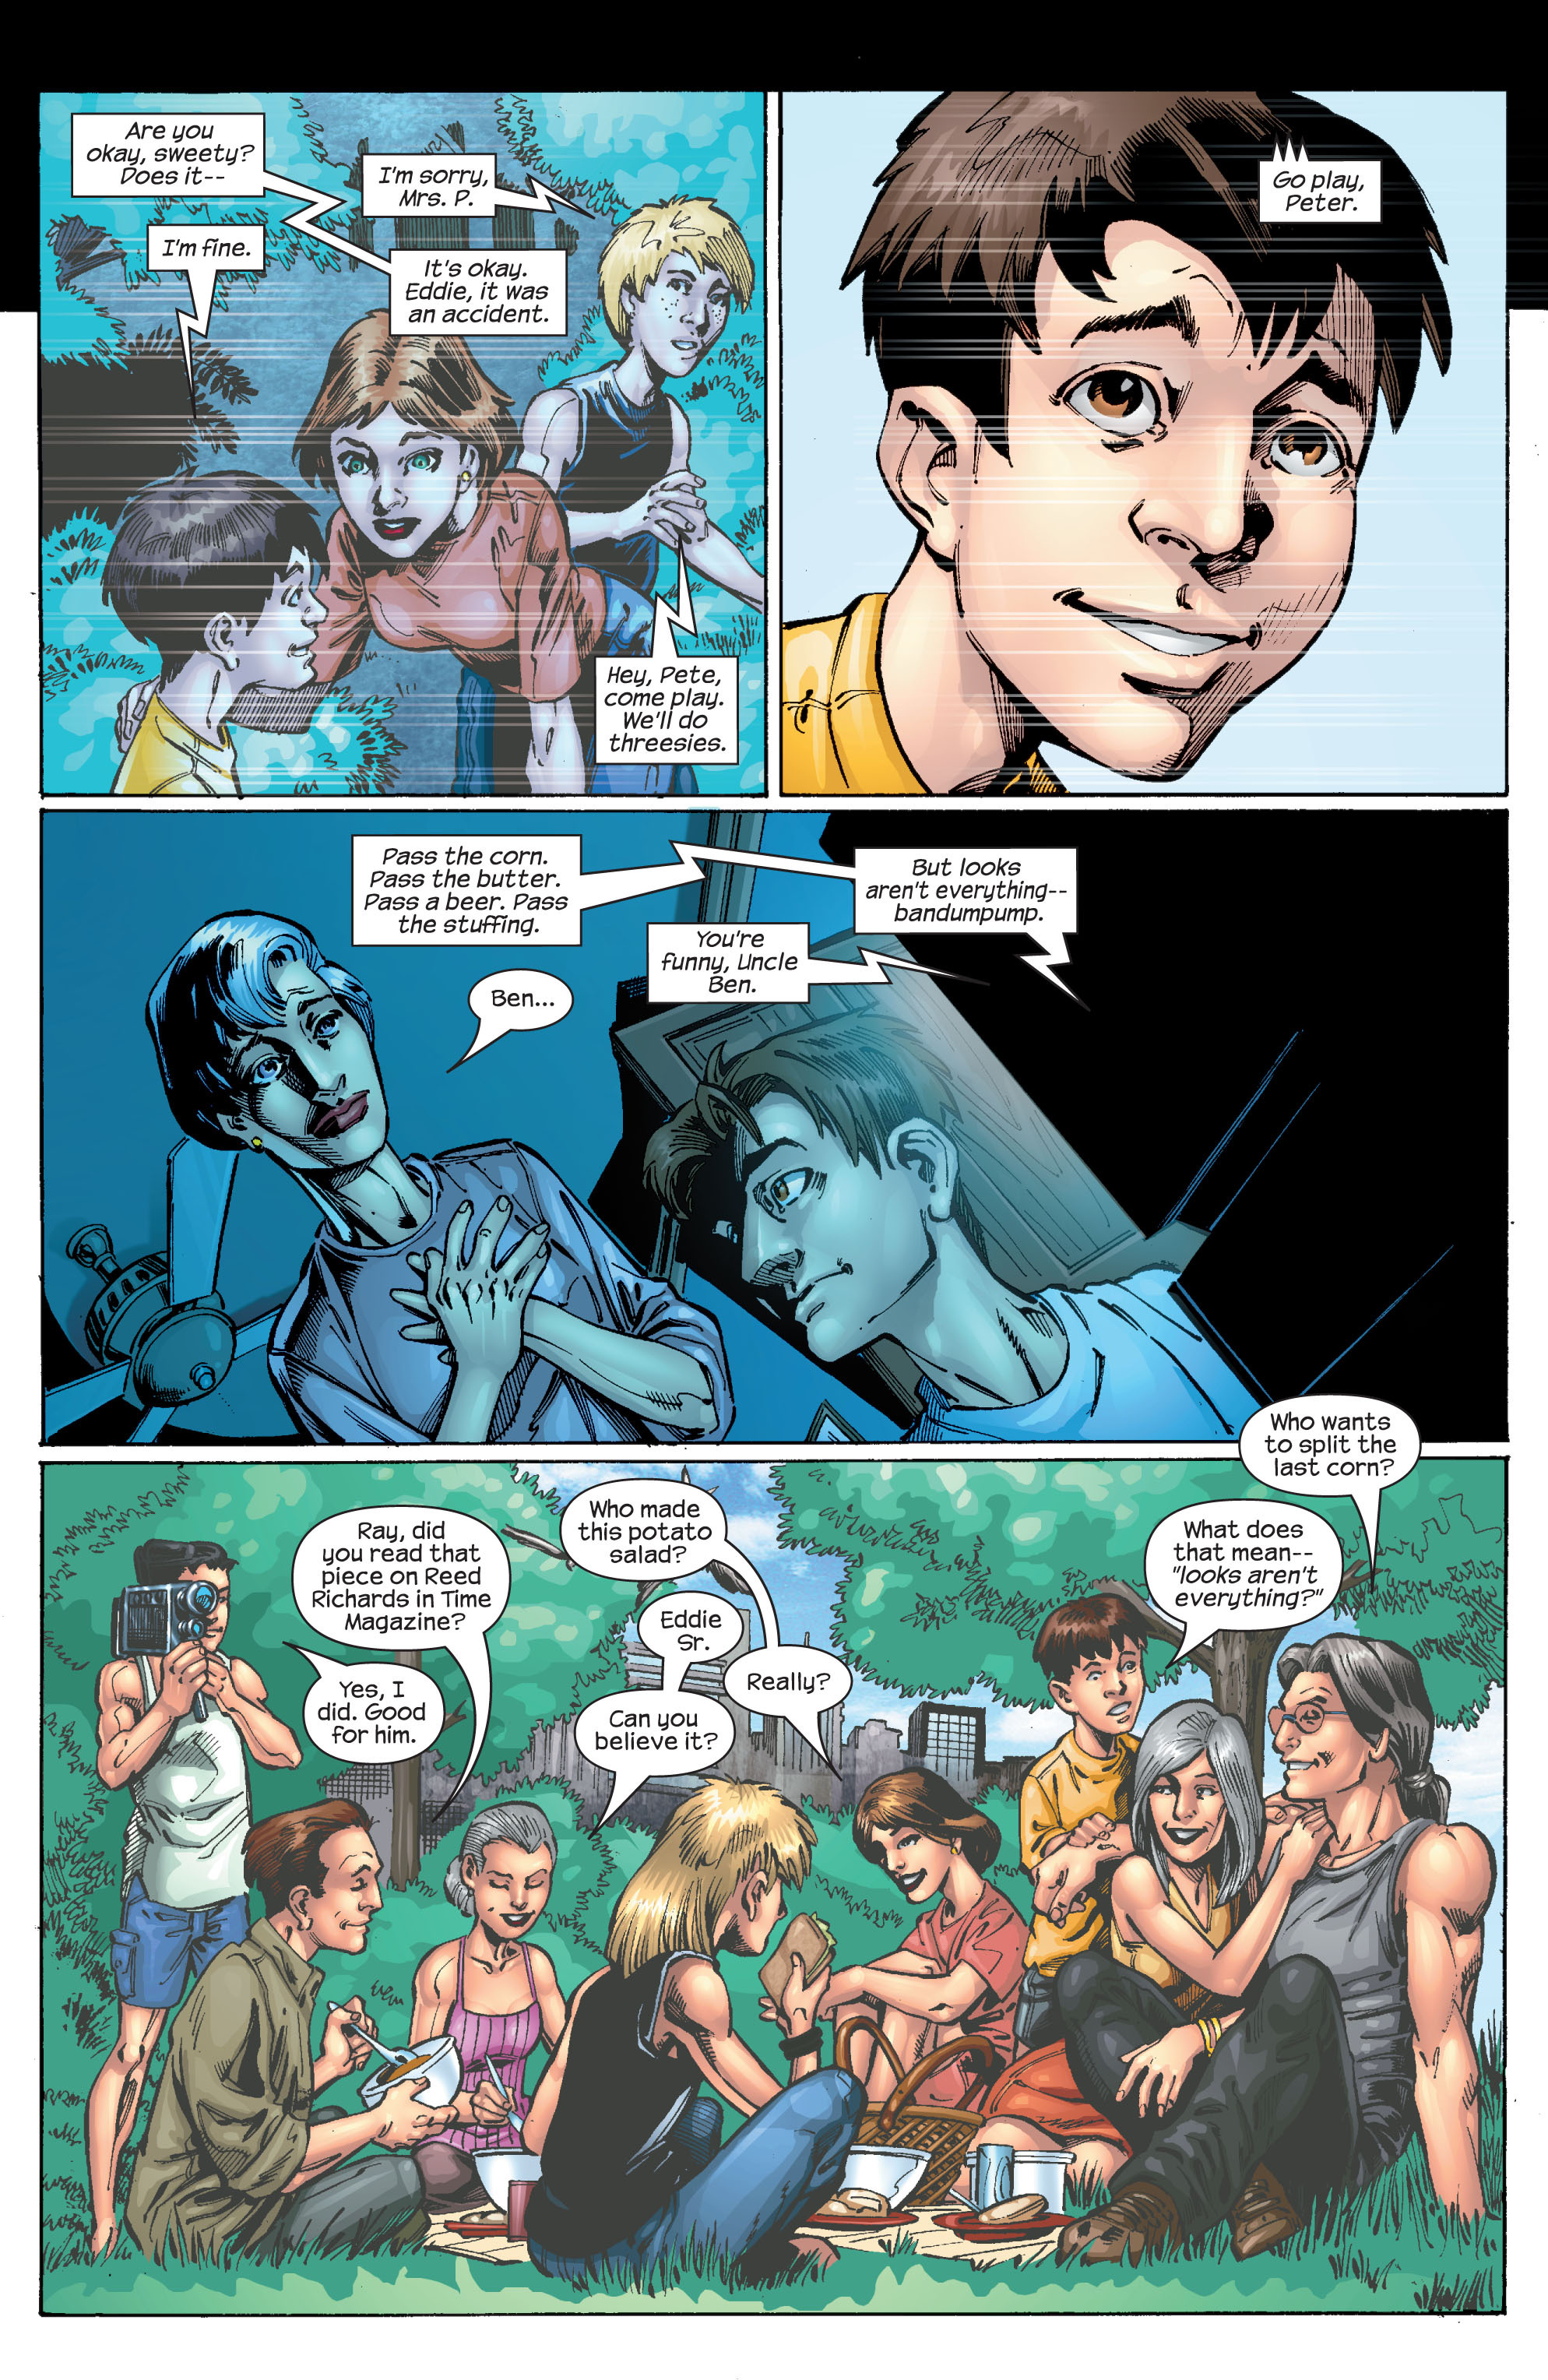 Are you
okay, sweety?
Does it--
I'm sorry,
Mrs. P.
I'm fine.
It's okay.
Eddie, it was
an accident.
Hey, Pete,
come play.
We'll do
threesies.
Go play,
Peter.
Pass the corn.
Pass the butter.
Pass a beer. Pass
the stuffing.
But looks
aren't everything--
bandumpump.
You're
funny, Uncle
Ben.
Ben...
Ray, did
you read that
piece on Reed
Richards in Time
Magazine?
Yes, I
did. Good
for him.
Who made
this potato
salad?
Eddie
Sr.
Really?
Can you
believe it?
What does
that mean--
"looks aren't
everything?"
Who wants
to split the
last corn?